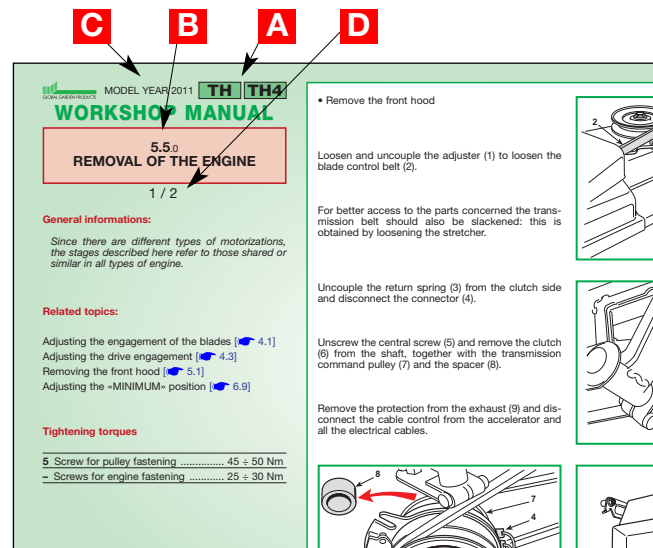 C B A D
GLOBAL GARDEN PRODUCTS
MODEL YEAR 2011 TH TH4
WORKSHOP MANUAL
5.5.0
REMOVAL OF THE ENGINE
1 / 2
General informations:
Since there are different types of motorizations,
the stages described here refer to those shared or
similar in all types of engine.
Related topics:
Adjusting the engagement of the blades [☛ 4.1]
Adjusting the drive engagement [☛ 4.3]
Removing the front hood [☛ 5.1]
Adjusting the «MINIMUM» position [☛ 6.9]
Tightening torques
5 Screw for pulley fastening .............. 45 ÷ 50 Nm
– Screws for engine fastening ........... 25 ÷ 30 Nm
• Remove the front hood
Loosen and uncouple the adjuster (1) to loosen the
blade control belt (2).
For better access to the parts concerned the trans-
mission belt should also be slackened: this is
obtained by loosening the stretcher.
Uncouple the return spring (3) from the clutch side
and disconnect the connector (4).
Unscrew the central screw (5) and remove the clutch
(6) from the shaft, together with the transmission
command pulley (7) and the spacer (8).
Remove the protection from the exhaust (9) and dis-
connect the cable control from the accelerator and
all the electrical cables.
2
8
7
4